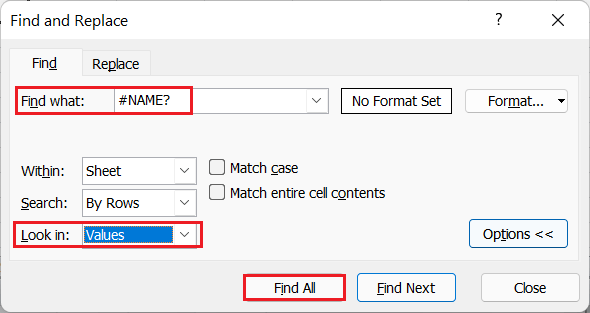 Find and Replace ?
Find Replace
Find what: #NAME? No Format Set Format...
Within: Sheet Match case
Search: By Rows Match entire cell contents
Look in: Values Options <<
Find All Find Next Close